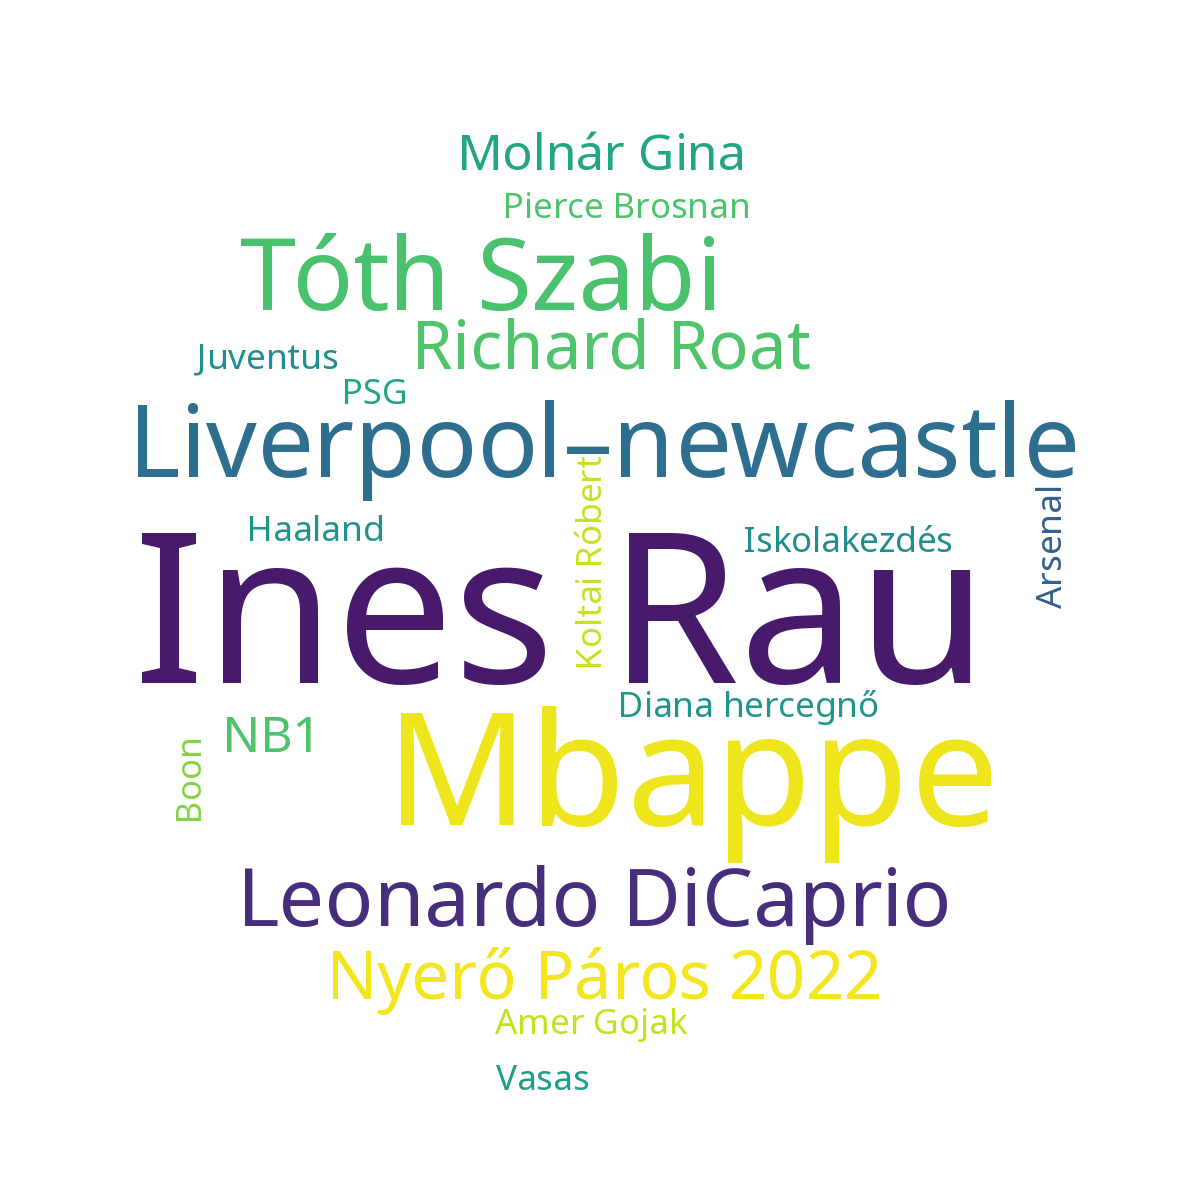 Molnár Gina
Pierce Brosnan
Tóth Szabi
Richard Roat
Juventus
PSG
Liverpool–newcastle
Haaland
Koltai Róbert
Iskolakezdés
Arsenal
Ines Rau
Diana hercegnő
NB1
Boon
Mbappe
Leonardo DiCaprio
Nyerő Páros 2022
Amer Gojak
Vasas